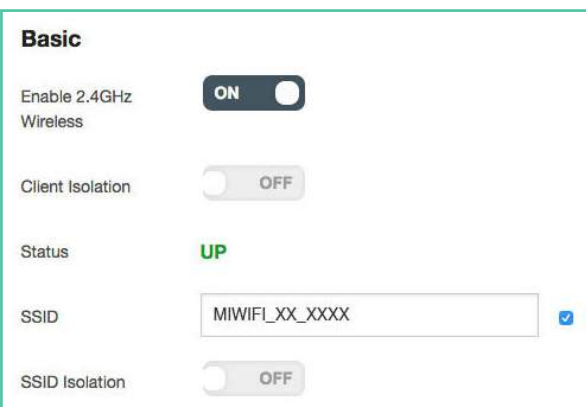 Basic
Enable 2.4GHz
Wireless
ON
Client Isolation
OFF
Status
UP
SSID
MIWIFI_XX_XXXX
SSID Isolation
OFF